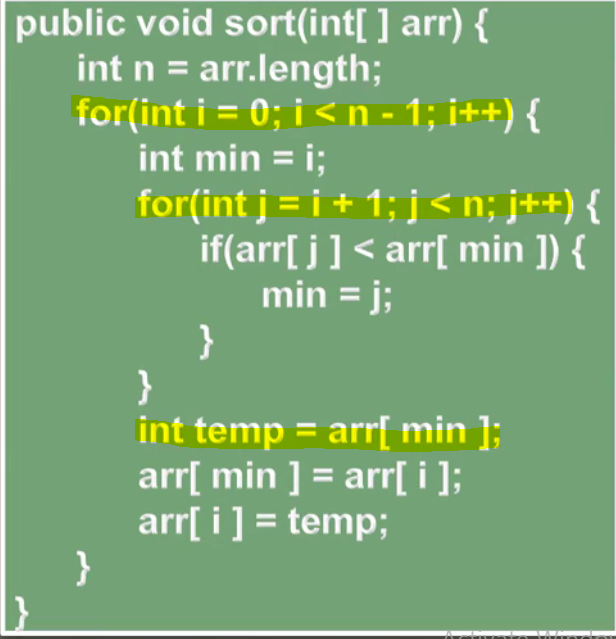 public void sort(int[ ] arr) {
int n = arr.length;
for(int i = 0; i < n - 1; i++) {
int min = i;
for(int j = i + 1; j < n; j++) {
if(arr[ j ] < arr[ min ]) {
min = j;
}
}
int temp = arr[ min ];
arr[ min ] = arr[ i ];
arr[ i ] = temp;
}
}